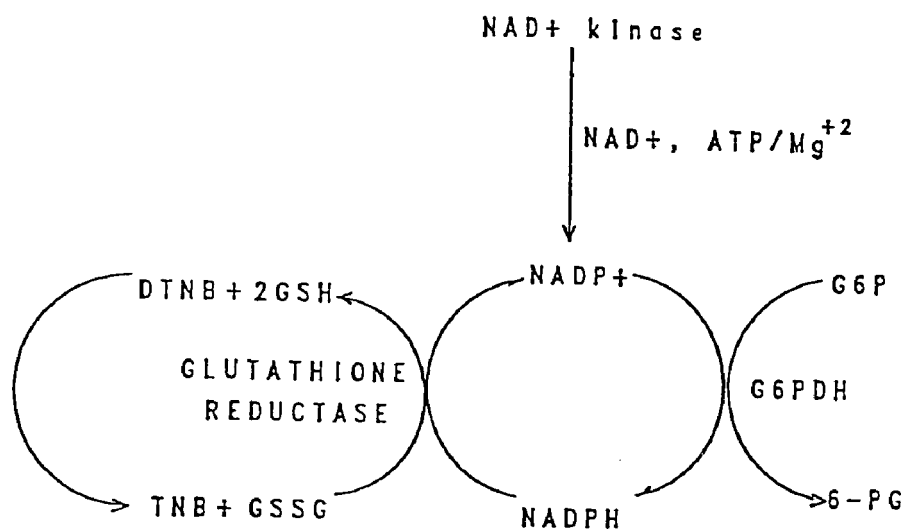 NAD+ kInase
NAD+, ATP/Mg+2
DTNB+ 2GSH
NADP+
G6P
GLUTATHIONE
REDUCTASE
G6PDH
TNB+ GSSG
NADPH
6-PG